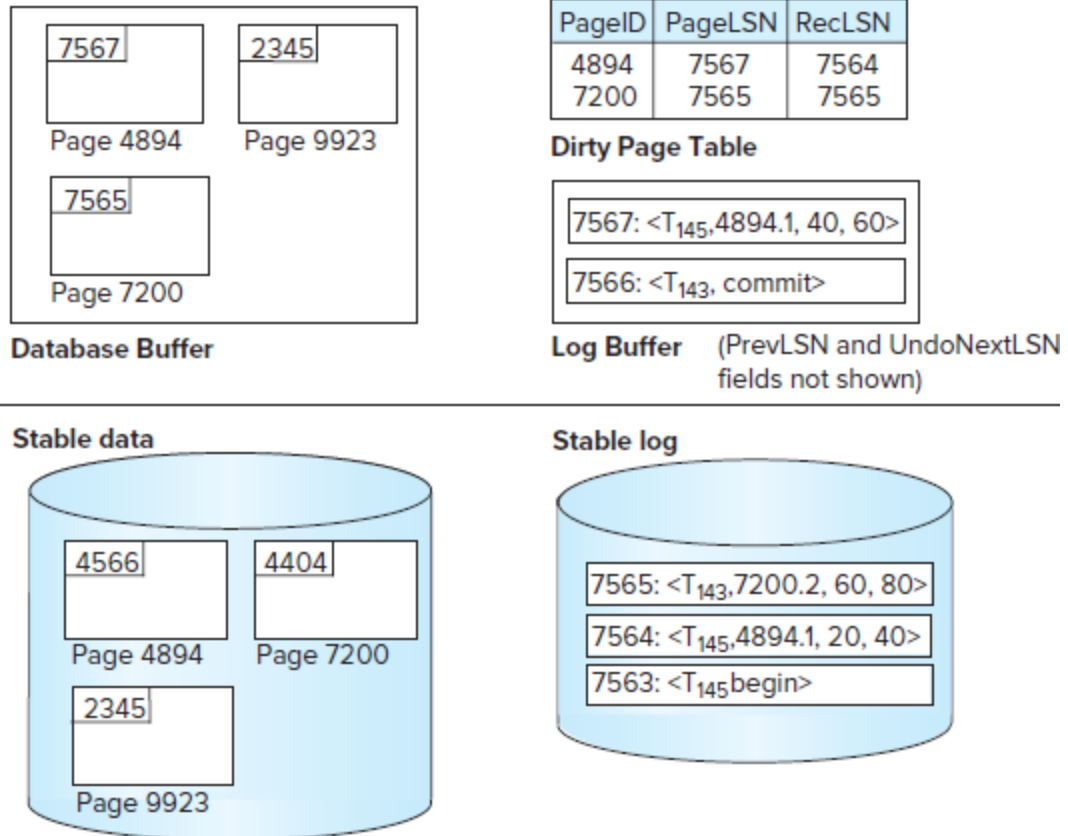 7567
2345
Page 4894
Page 9923
7565
Page 7200
Database Buffer
PageID PageLSN RecLSN
4894 7567 7564
7200 7565 7565
Dirty Page Table
7567: <T145,4894.1, 40, 60>
7566: <T143, commit>
Log Buffer (PrevLSN and UndoNextLSN
fields not shown)
Stable data
4566
4404
Page 4894
Page 7200
2345
Page 9923
Stable log
7565: <T143,7200.2, 60, 80>
7564: <T145,4894.1, 20, 40>
7563: <T145begin>